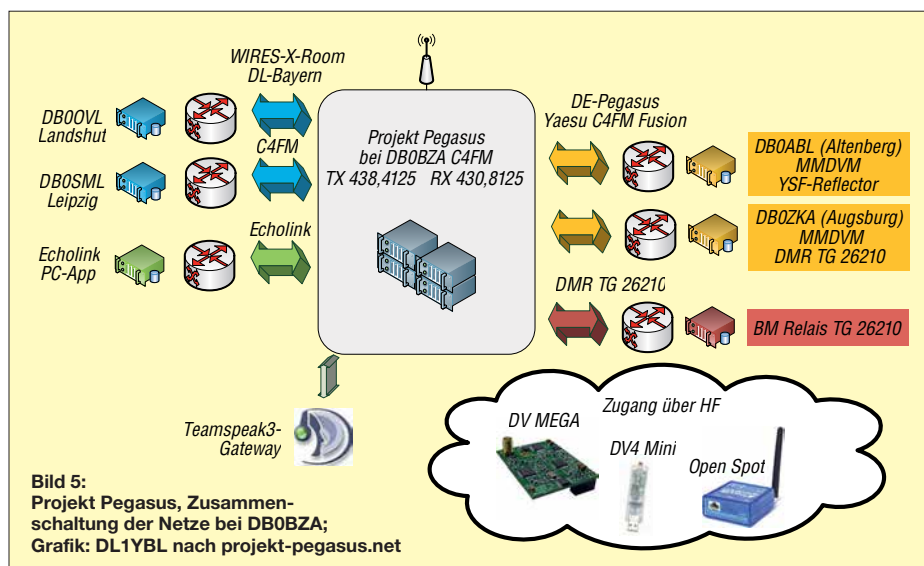 WIRES-X-Room
DL-Bayern
DB0OVL
Landshut
C4FM
DB0SML
Leipzig
Echolink
Echolink
PC-App
Projekt Pegasus
bei DB0BZA C4FM
TX 438,4125 RX 430,8125
DE-Pegasus
Yaesu C4FM Fusion
DB0ABL (Altenberg)
MMDVM
YSF-Reflector
DB0ZKA (Augsburg)
MMDVM
DMR TG 26210
DMR TG 26210
BM Relais TG 26210
Teamspeak3-
Gateway
Zugang über HF
DV MEGA
DV4 Mini
Open Spot
Bild 5:
Projekt Pegasus, Zusammen-
schaltung der Netze bei DB0BZA;
Grafik: DL1YBL nach projekt-pegasus.net